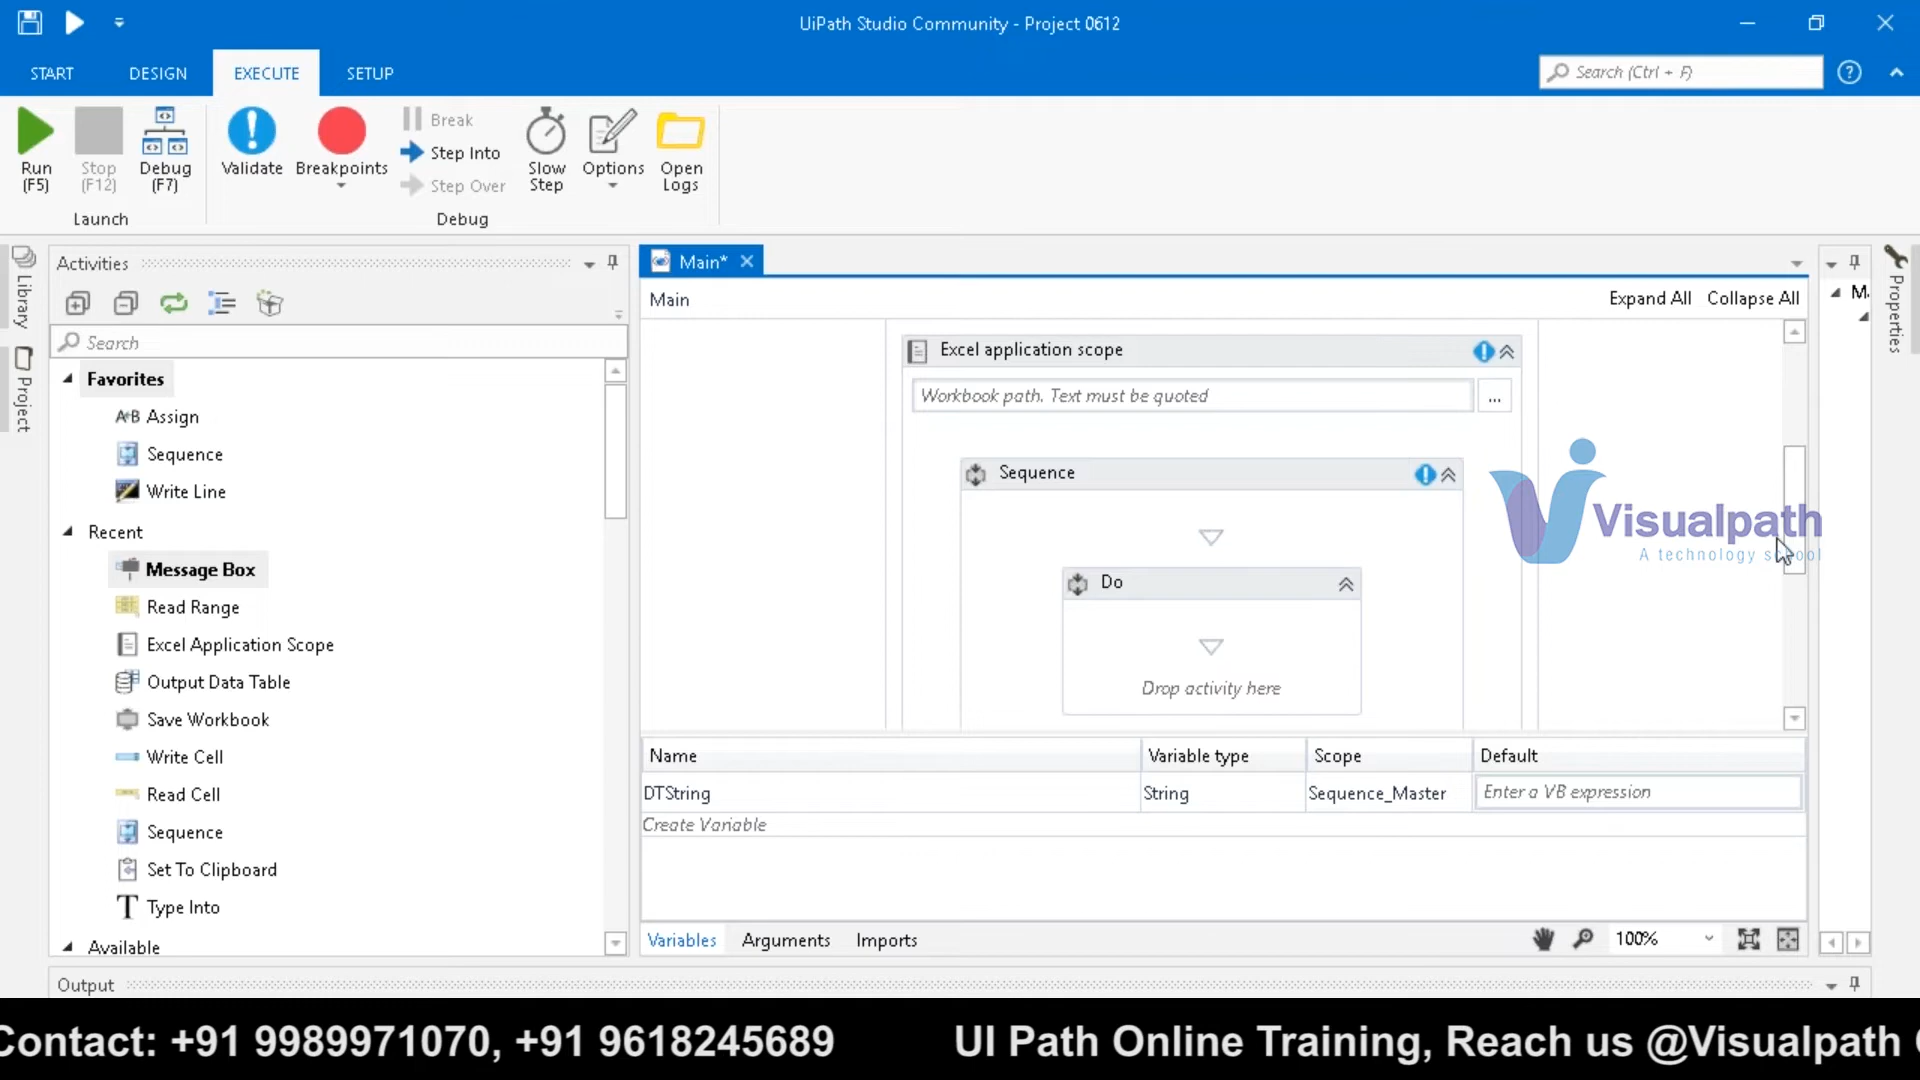 UiPath Studio Community - Project 0612
START DESIGN EXECUTE SETUP
Search (Ctrl + F)
Run (F5)
Stop (F12)
Debug (F7)
Launch
Validate
Breakpoints
Break
Step Into
Step Over
Slow Step
Options
Open Logs
Debug
Library
Project
Activities
Search
Favorites
A+B Assign
Sequence
Write Line
Recent
Message Box
Read Range
Excel Application Scope
Output Data Table
Save Workbook
Write Cell
Read Cell
Sequence
Set To Clipboard
Type Into
Available
Main*
Main
Expand All Collapse All
Excel application scope
Workbook path. Text must be quoted
...
Sequence
Do
Drop activity here
Visualpath
A technology school
M.
Properties
Name Variable type Scope Default
DTString String Sequence_Master Enter a VB expression
Create Variable
Variables Arguments Imports
100%
Output
Contact: +91 9989971070, +91 9618245689 UI Path Online Training, Reach us @Visualpath